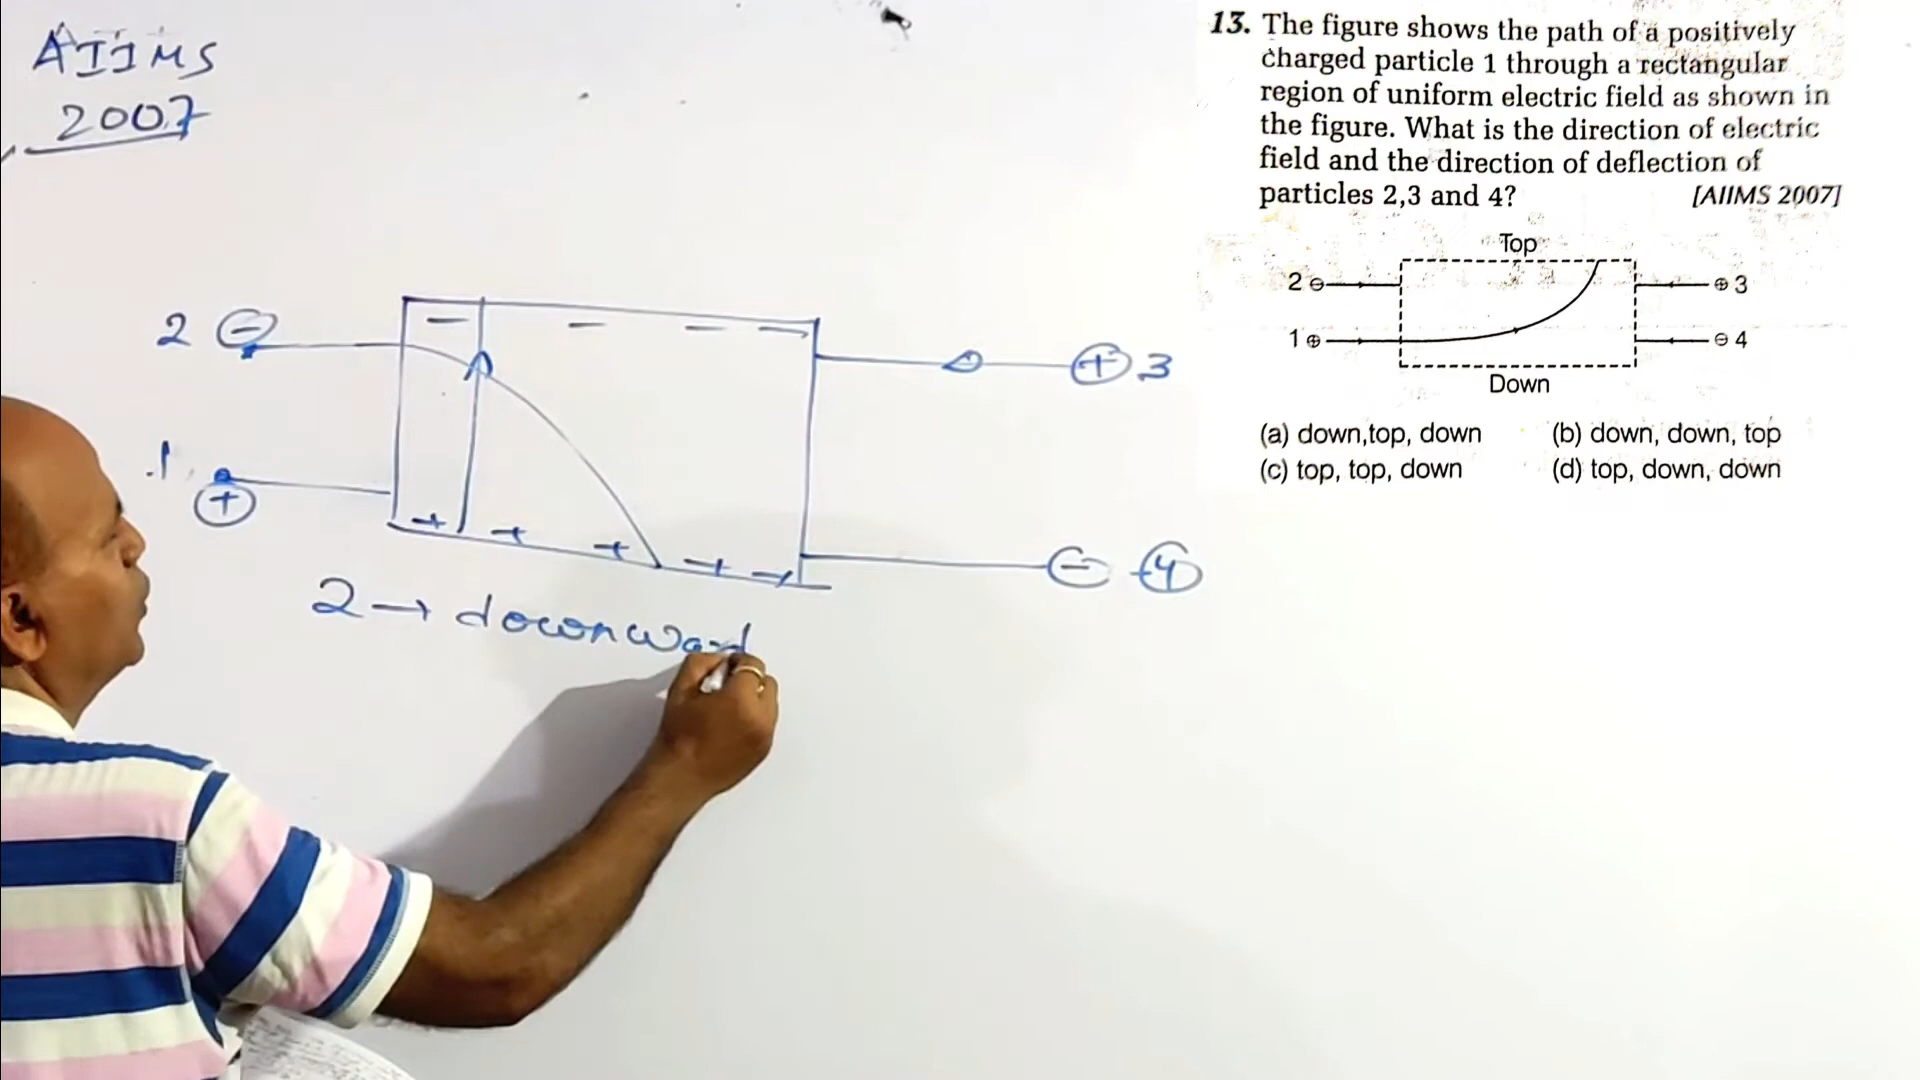 AIIMS
2007
13. The figure shows the path of a positively
charged particle 1 through a rectangular
region of uniform electric field as shown in
the figure. What is the direction of electric
field and the direction of deflection of
particles 2,3 and 4? [AIIMS 2007]
Top
2 ⊖ ⊕ 3
1 ⊕ ⊖ 4
Down
(a) down,top, down (b) down, down, top
(c) top, top, down (d) top, down, down
2 ⊖
− − − −
⊕ 3
1
⊕
+ + + + +
⊖ 4
2 → downward